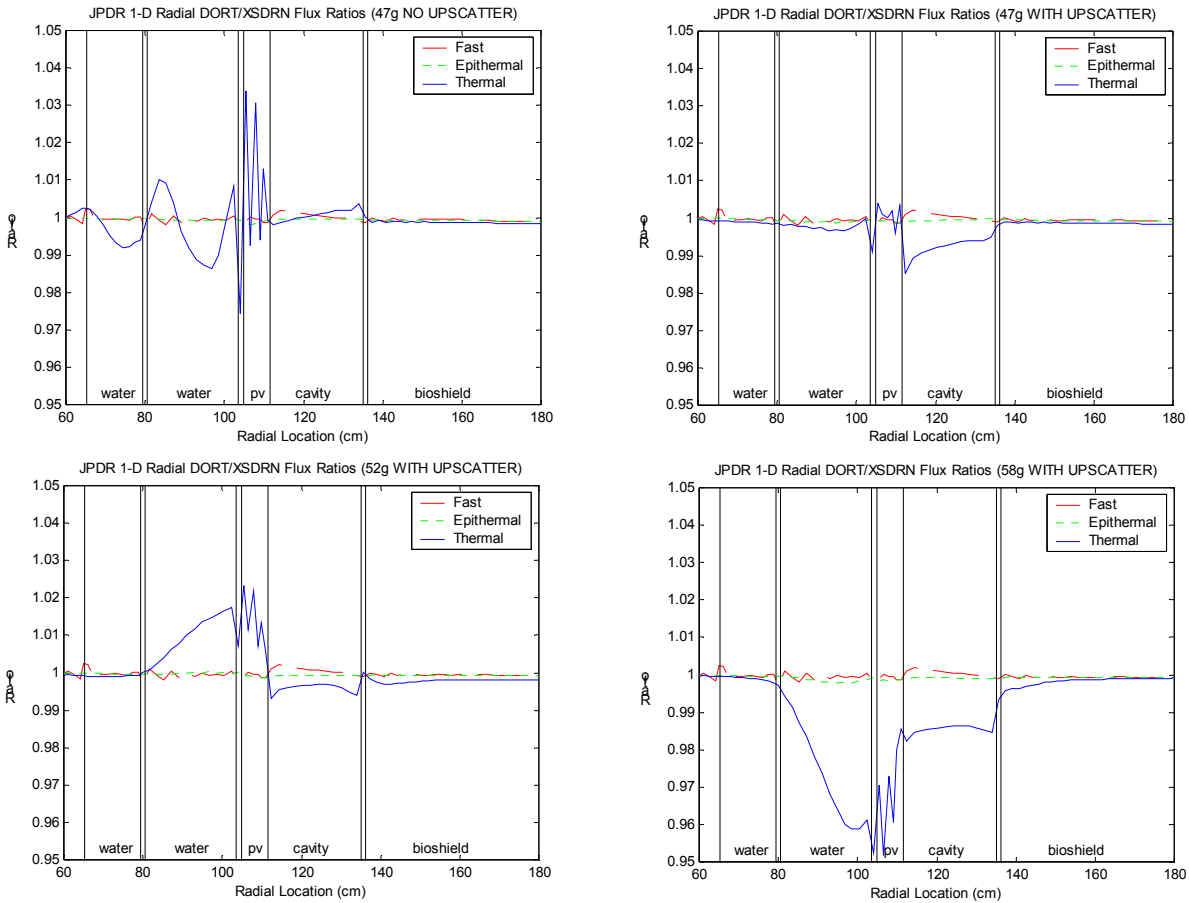 JPDR 1-D Radial DORT/XSDRN Flux Ratios (47g NO UPSCATTER)
1.05
1.04
1.03
1.02
1.01
1
0.99
0.98
0.97
0.96
0.95
Ratio
Fast
Epithermal
Thermal
water water pv cavity bioshield
60 80 100 120 140 160 180
Radial Location (cm)
JPDR 1-D Radial DORT/XSDRN Flux Ratios (47g WITH UPSCATTER)
1.05
1.04
1.03
1.02
1.01
1
0.99
0.98
0.97
0.96
0.95
Ratio
Fast
Epithermal
Thermal
water water pv cavity bioshield
60 80 100 120 140 160 180
Radial Location (cm)
JPDR 1-D Radial DORT/XSDRN Flux Ratios (52g WITH UPSCATTER)
1.05
1.04
1.03
1.02
1.01
1
0.99
0.98
0.97
0.96
0.95
Ratio
Fast
Epithermal
Thermal
water water pv cavity bioshield
60 80 100 120 140 160 180
Radial Location (cm)
JPDR 1-D Radial DORT/XSDRN Flux Ratios (58g WITH UPSCATTER)
1.05
1.04
1.03
1.02
1.01
1
0.99
0.98
0.97
0.96
0.95
Ratio
Fast
Epithermal
Thermal
water water pv cavity bioshield
60 80 100 120 140 160 180
Radial Location (cm)